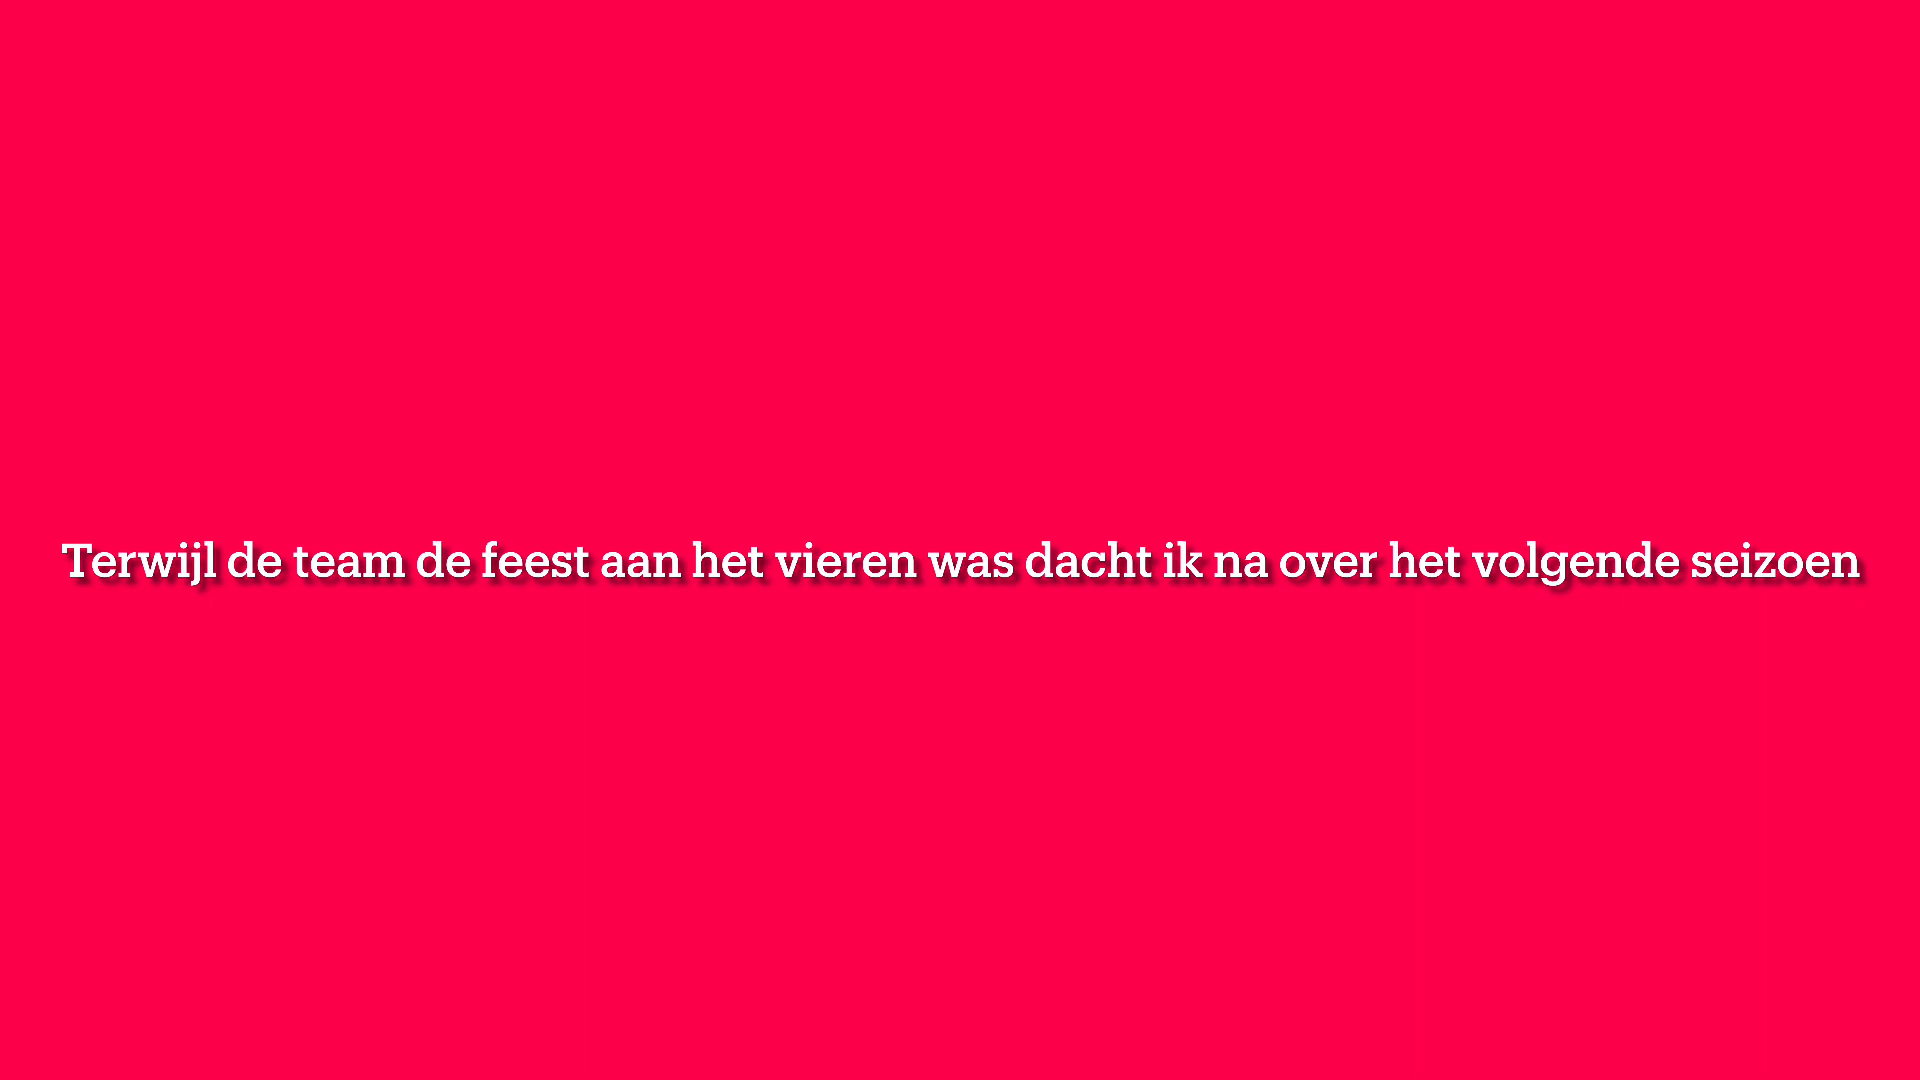 Terwijl de team de feest aan het vieren was dacht ik na over het volgende seizoen